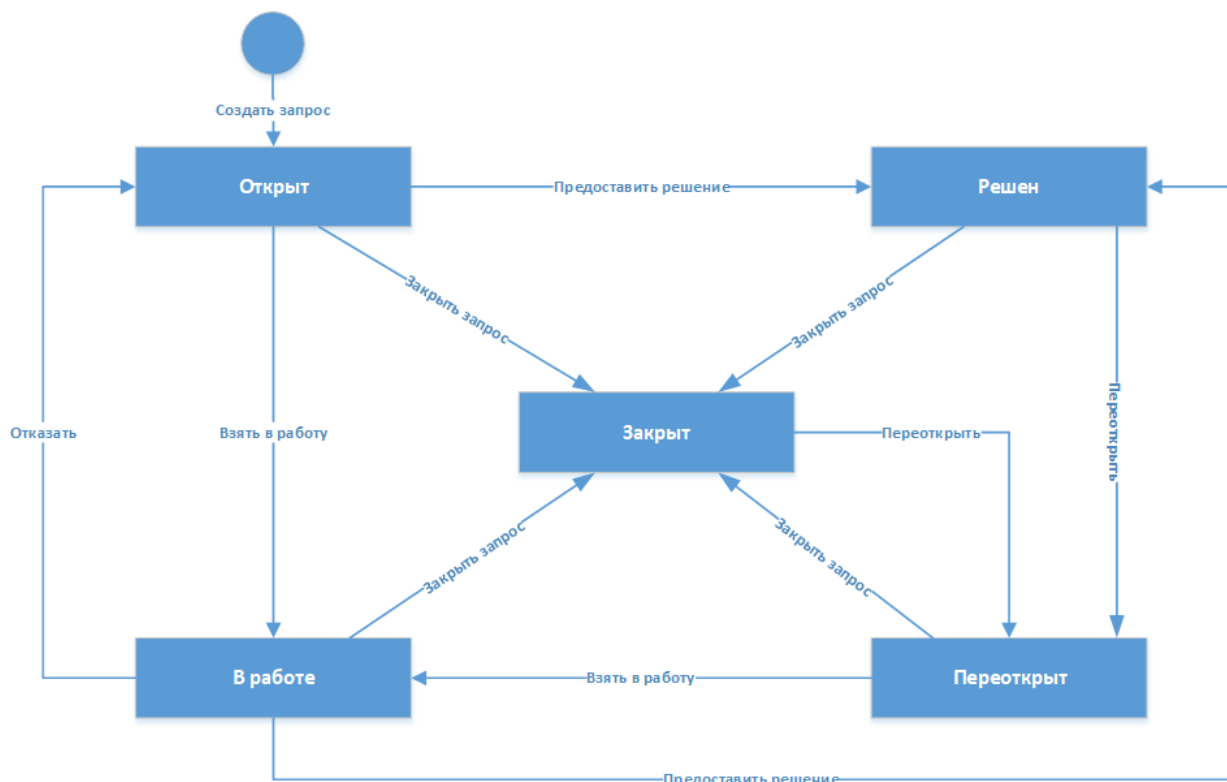 Создать запрос
Открыт
Предоставить решение
Решен
Закрыть запрос
Закрыть запрос
Отказать
Взять в работу
Закрыт
Переоткрыть
Переоткрыть
Закрыть запрос
Закрыть запрос
В работе
Взять в работу
Переоткрыт
Предоставить решение